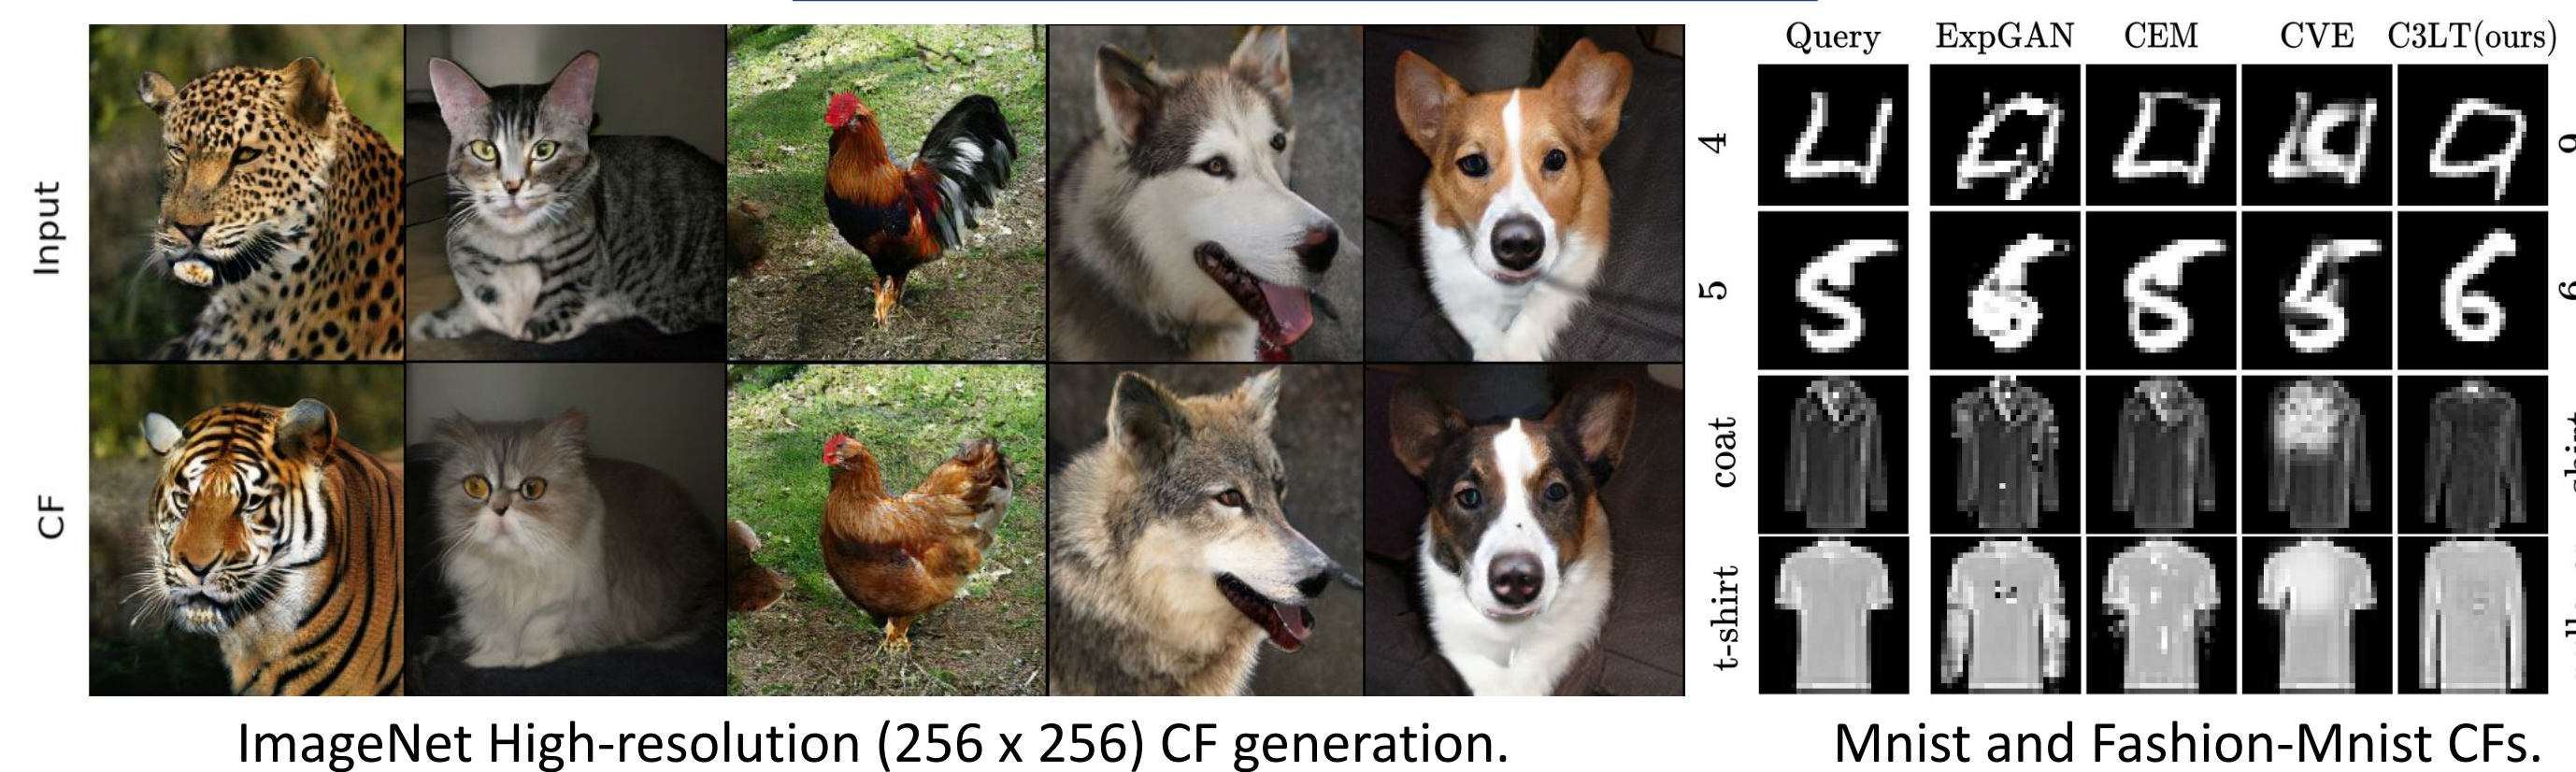 Input
CF
ImageNet High-resolution (256 x 256) CF generation.
Query ExpGAN CEM CVE C3LT(ours)
4
5
6
coat
t-shirt
Mnist and Fashion-Mnist CFs.